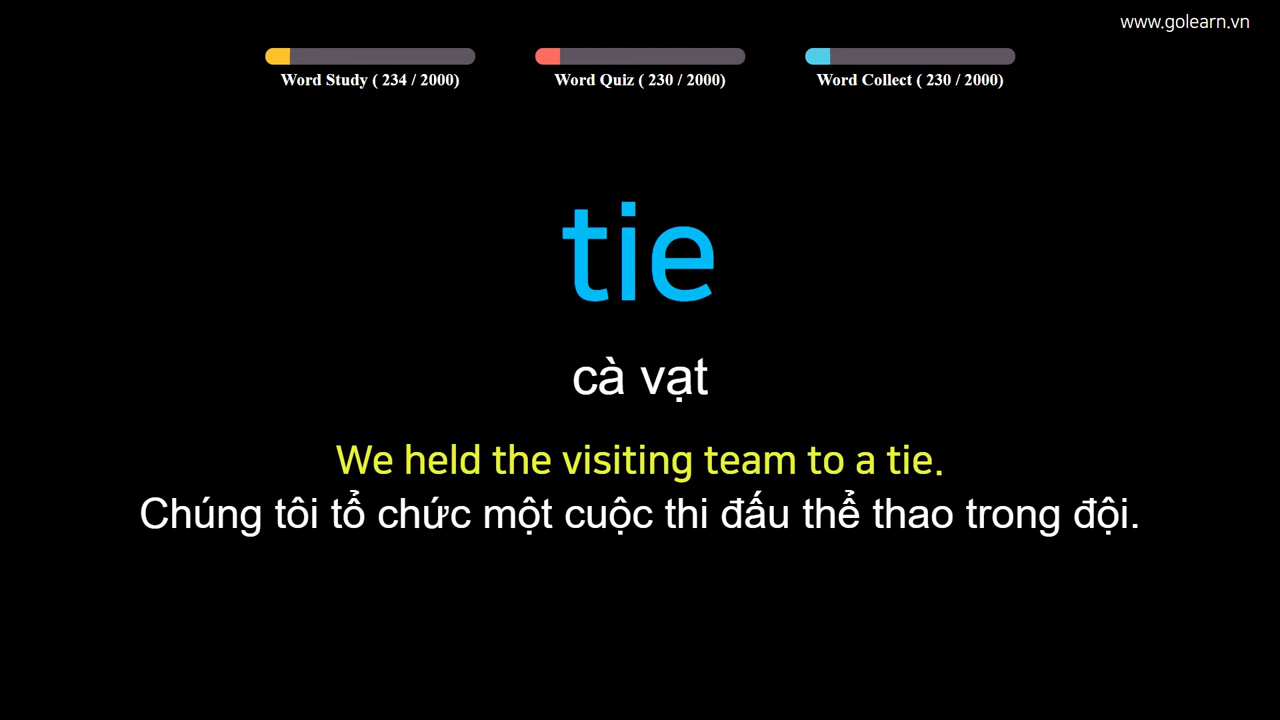 www.golearn.vn
Word Study ( 234 / 2000)
Word Quiz ( 230 / 2000)
Word Collect ( 230 / 2000)
tie
cà vạt
We held the visiting team to a tie.
Chúng tôi tổ chức một cuộc thi đấu thể thao trong đội.